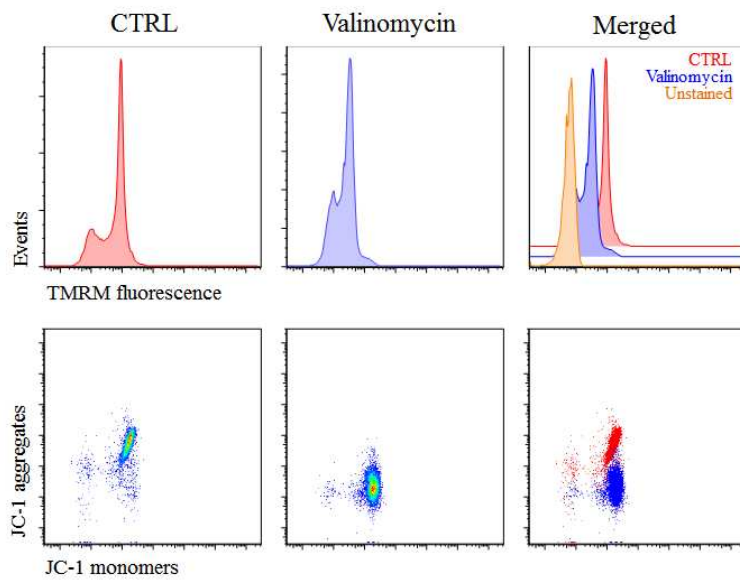 CTRL
Valinomycin
Merged
CTRL
Valinomycin
Unstained
Events
TMRM fluorescence
JC-1 aggregates
JC-1 monomers